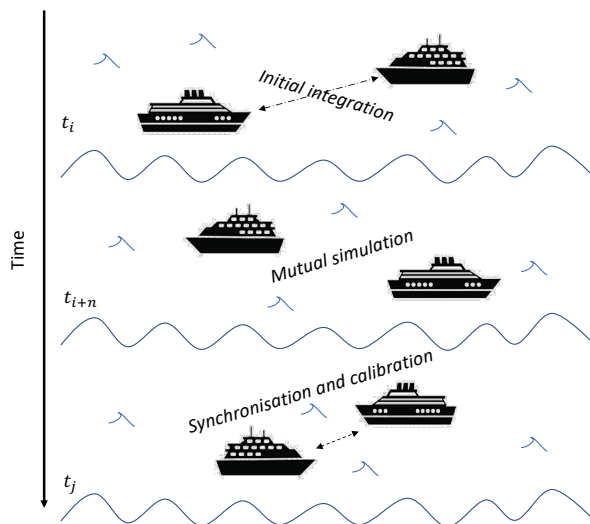 Initial integration
t_i
Mutual simulation
Time
t_{i+n}
Synchronisation and calibration
t_j